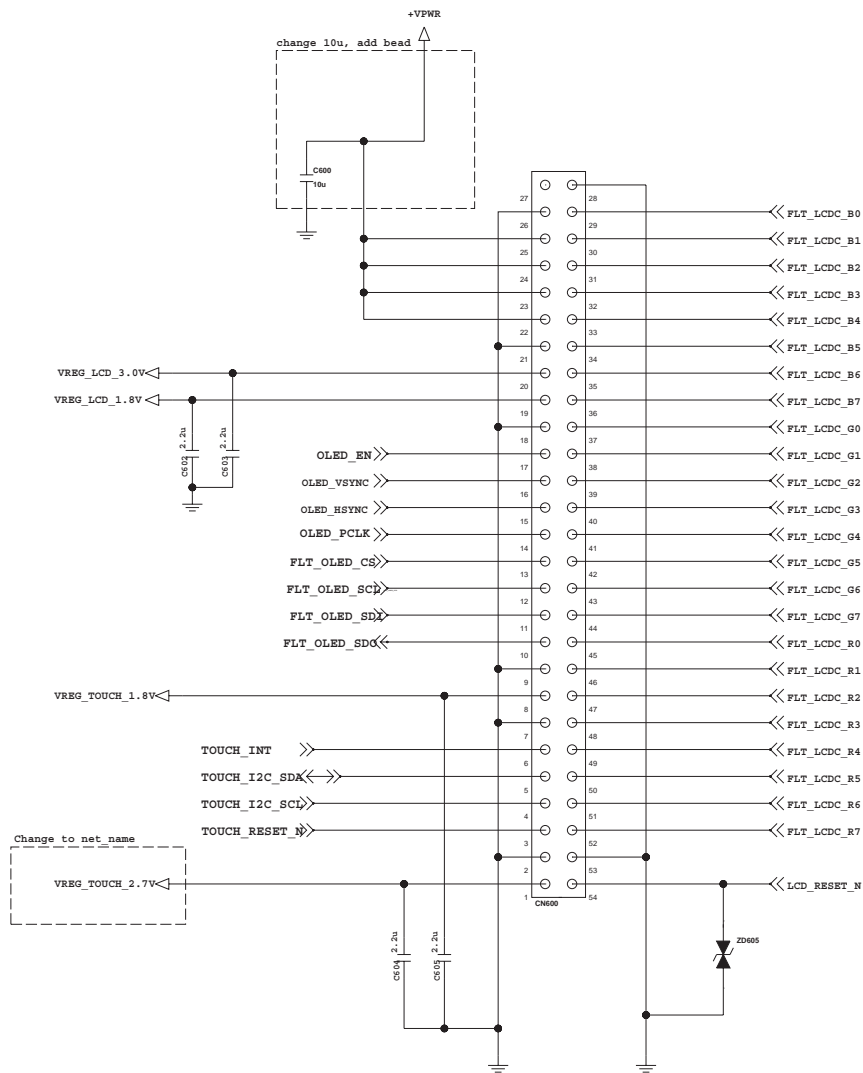 +VPWR
change 10u, add bead
C600
10u
27 28
FLT_LCDC_B0
26 29
FLT_LCDC_B1
25 30
FLT_LCDC_B2
24 31
FLT_LCDC_B3
23 32
FLT_LCDC_B4
22 33
FLT_LCDC_B5
21 34
VREG_LCD_3.0V
FLT_LCDC_B6
20 35
VREG_LCD_1.8V
FLT_LCDC_B7
19 36
FLT_LCDC_G0
18 37
C602 2.2u
C603 2.2u
OLED_EN
FLT_LCDC_G1
17 38
OLED_VSYNC
FLT_LCDC_G2
16 39
OLED_HSYNC
FLT_LCDC_G3
15 40
OLED_PCLK
FLT_LCDC_G4
14 41
FLT_OLED_CS
FLT_LCDC_G5
13 42
FLT_OLED_SCL
FLT_LCDC_G6
12 43
FLT_OLED_SDI
FLT_LCDC_G7
11 44
FLT_OLED_SDO
FLT_LCDC_R0
10 45
FLT_LCDC_R1
9 46
VREG_TOUCH_1.8V
FLT_LCDC_R2
8 47
FLT_LCDC_R3
7 48
TOUCH_INT
FLT_LCDC_R4
6 49
TOUCH_I2C_SDA
FLT_LCDC_R5
5 50
TOUCH_I2C_SCL
FLT_LCDC_R6
4 51
TOUCH_RESET_N
FLT_LCDC_R7
3 52
Change to net_name
2 53
VREG_TOUCH_2.7V
LCD_RESET_N
1 CN600 54
C604 2.2u
C605 2.2u
ZD605